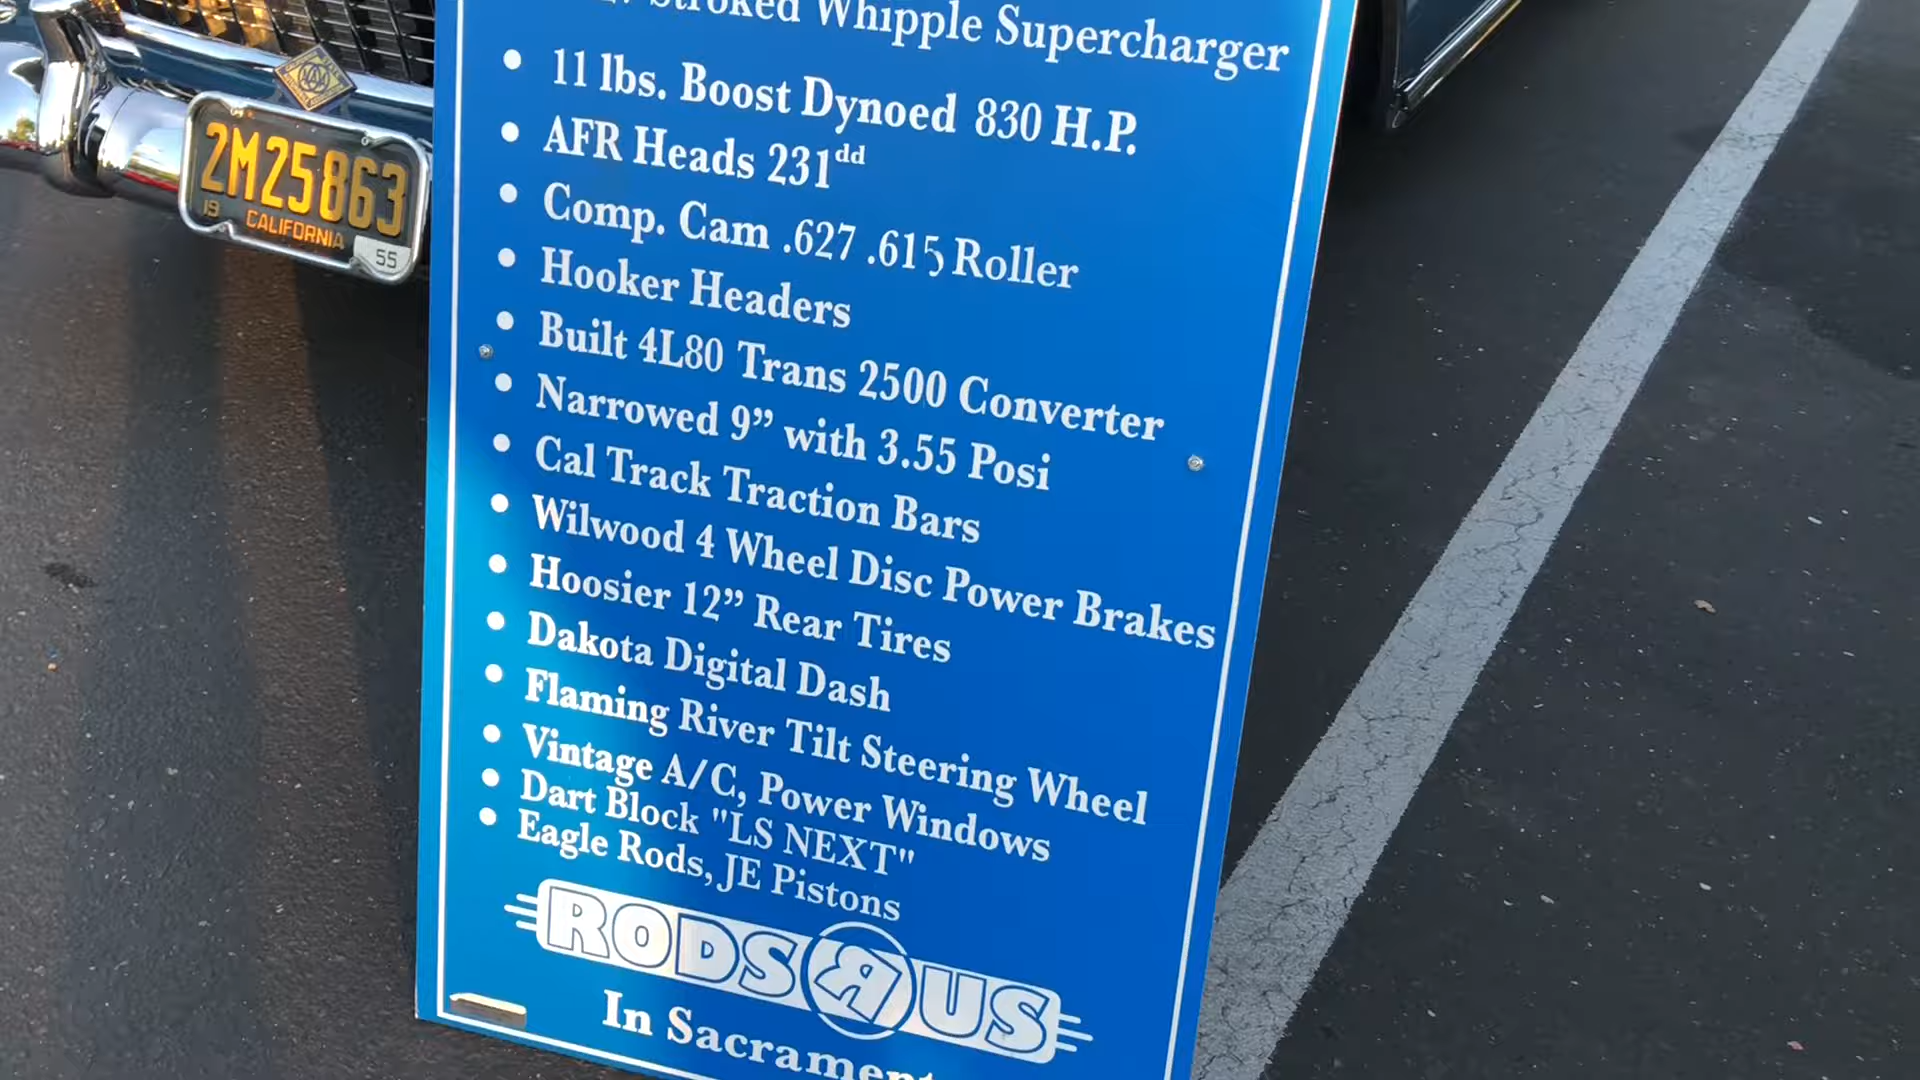 Stroked Whipple Supercharger
• 11 lbs. Boost Dynoed 830 H.P.
• AFR Heads 231dd
• Comp. Cam .627 .615 Roller
• Hooker Headers
• Built 4L80 Trans 2500 Converter
• Narrowed 9” with 3.55 Posi
• Cal Track Traction Bars
• Wilwood 4 Wheel Disc Power Brakes
• Hoosier 12” Rear Tires
• Dakota Digital Dash
• Flaming River Tilt Steering Wheel
• Vintage A/C, Power Windows
• Dart Block "LS NEXT"
• Eagle Rods, JE Pistons
RODS R US
In Sacrament
2M25863
19 CALIFORNIA 55